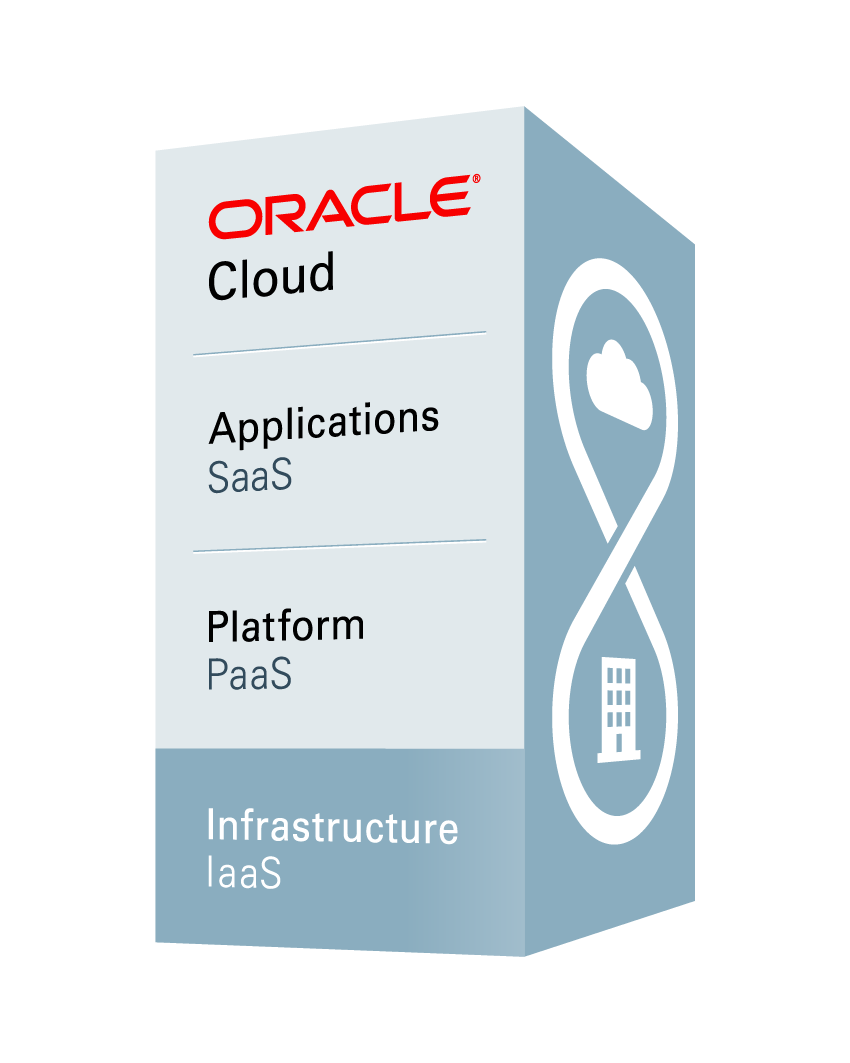 ORACLE®
Cloud
Applications
SaaS
Platform
PaaS
Infrastructure
IaaS